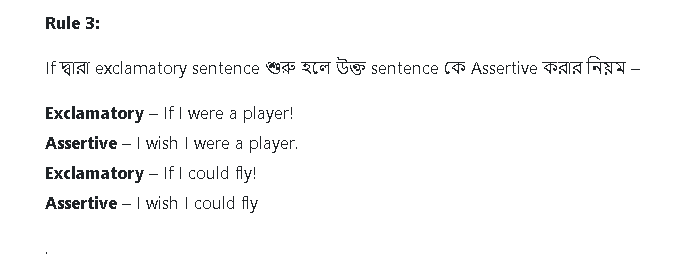 Rule 3:
If দ্বারা exclamatory sentence শুরু হলে উক্ত sentence কে Assertive করার নিয়ম –
Exclamatory – If I were a player!
Assertive – I wish I were a player.
Exclamatory – If I could fly!
Assertive – I wish I could fly
.